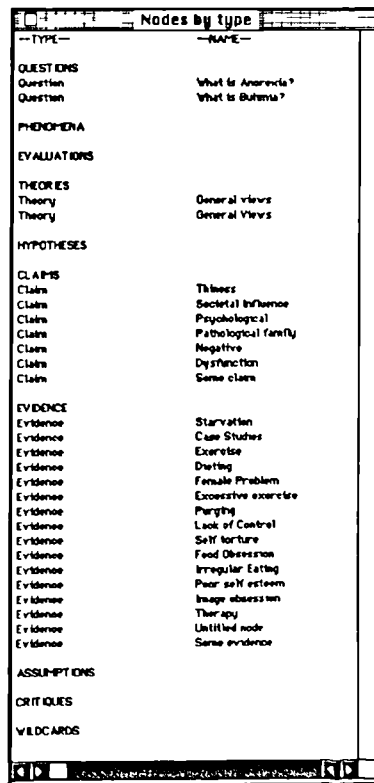 Nodes by type
—TYPE— —NAME—
QUESTIONS
Question What is Anorexia?
Question What is Bulimia?
PHENOMENA
EVALUATIONS
THEORIES
Theory General views
Theory General Views
HYPOTHESES
CLAIMS
Claim Thiness
Claim Societal Influence
Claim Psychological
Claim Pathological family
Claim Negative
Claim Dysfunction
Claim Some claim
EVIDENCE
Evidence Starvation
Evidence Case Studies
Evidence Exercise
Evidence Dieting
Evidence Female Problem
Evidence Excessive exercise
Evidence Purging
Evidence Lack of Control
Evidence Self torture
Evidence Food Obsession
Evidence Irregular Eating
Evidence Poor self esteem
Evidence Image obsession
Evidence Therapy
Evidence Untitled node
Evidence Some evidence
ASSUMPTIONS
CRITIQUES
WILDCARDS